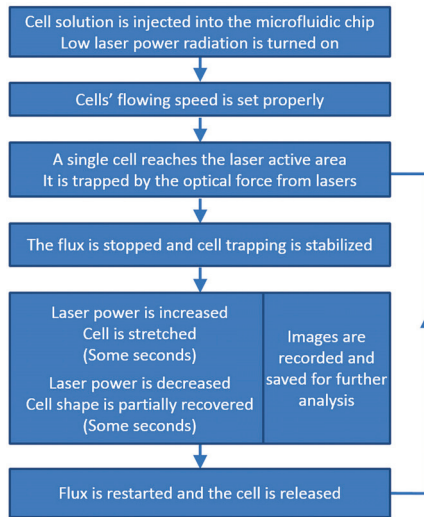 Cell solution is injected into the microfluidic chip
Low laser power radiation is turned on
Cells' flowing speed is set properly
A single cell reaches the laser active area
It is trapped by the optical force from lasers
The flux is stopped and cell trapping is stabilized
Laser power is increased
Cell is stretched
(Some seconds)
Laser power is decreased
Cell shape is partially recovered
(Some seconds)
Images are
recorded and
saved for further
analysis
Flux is restarted and the cell is released